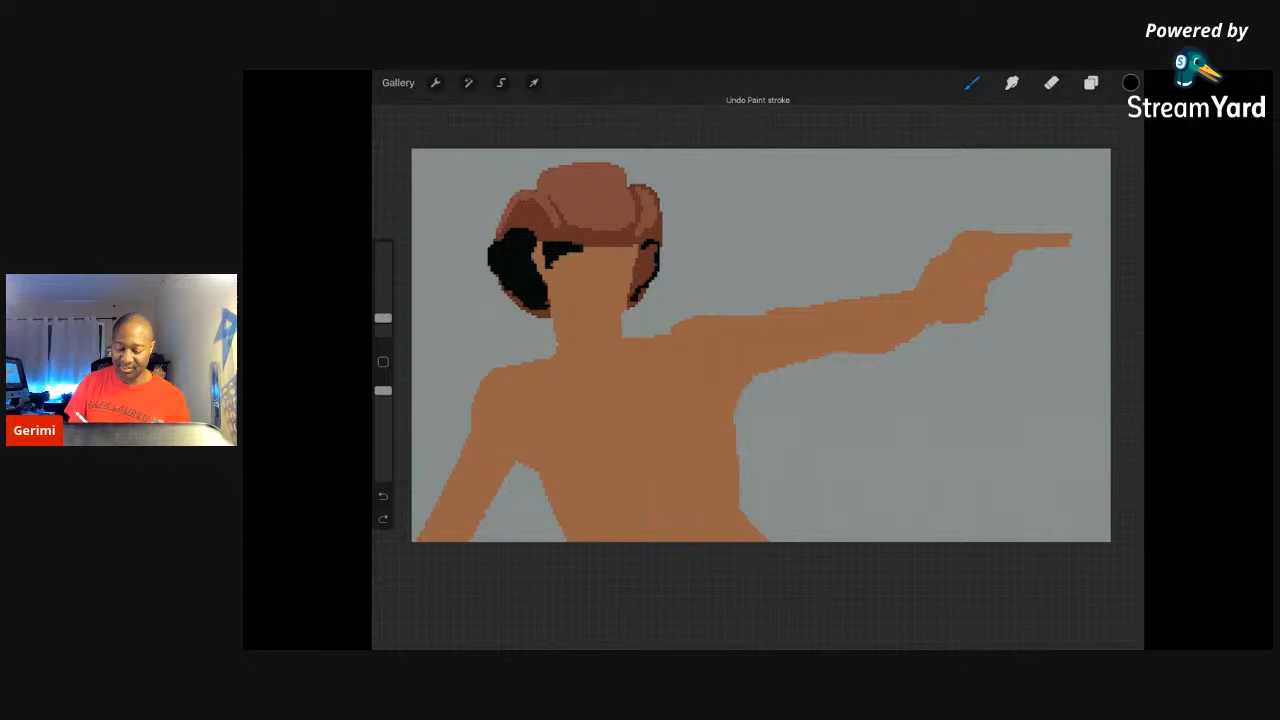 Powered by
StreamYard
Gallery
Undo Paint stroke
Gerimi